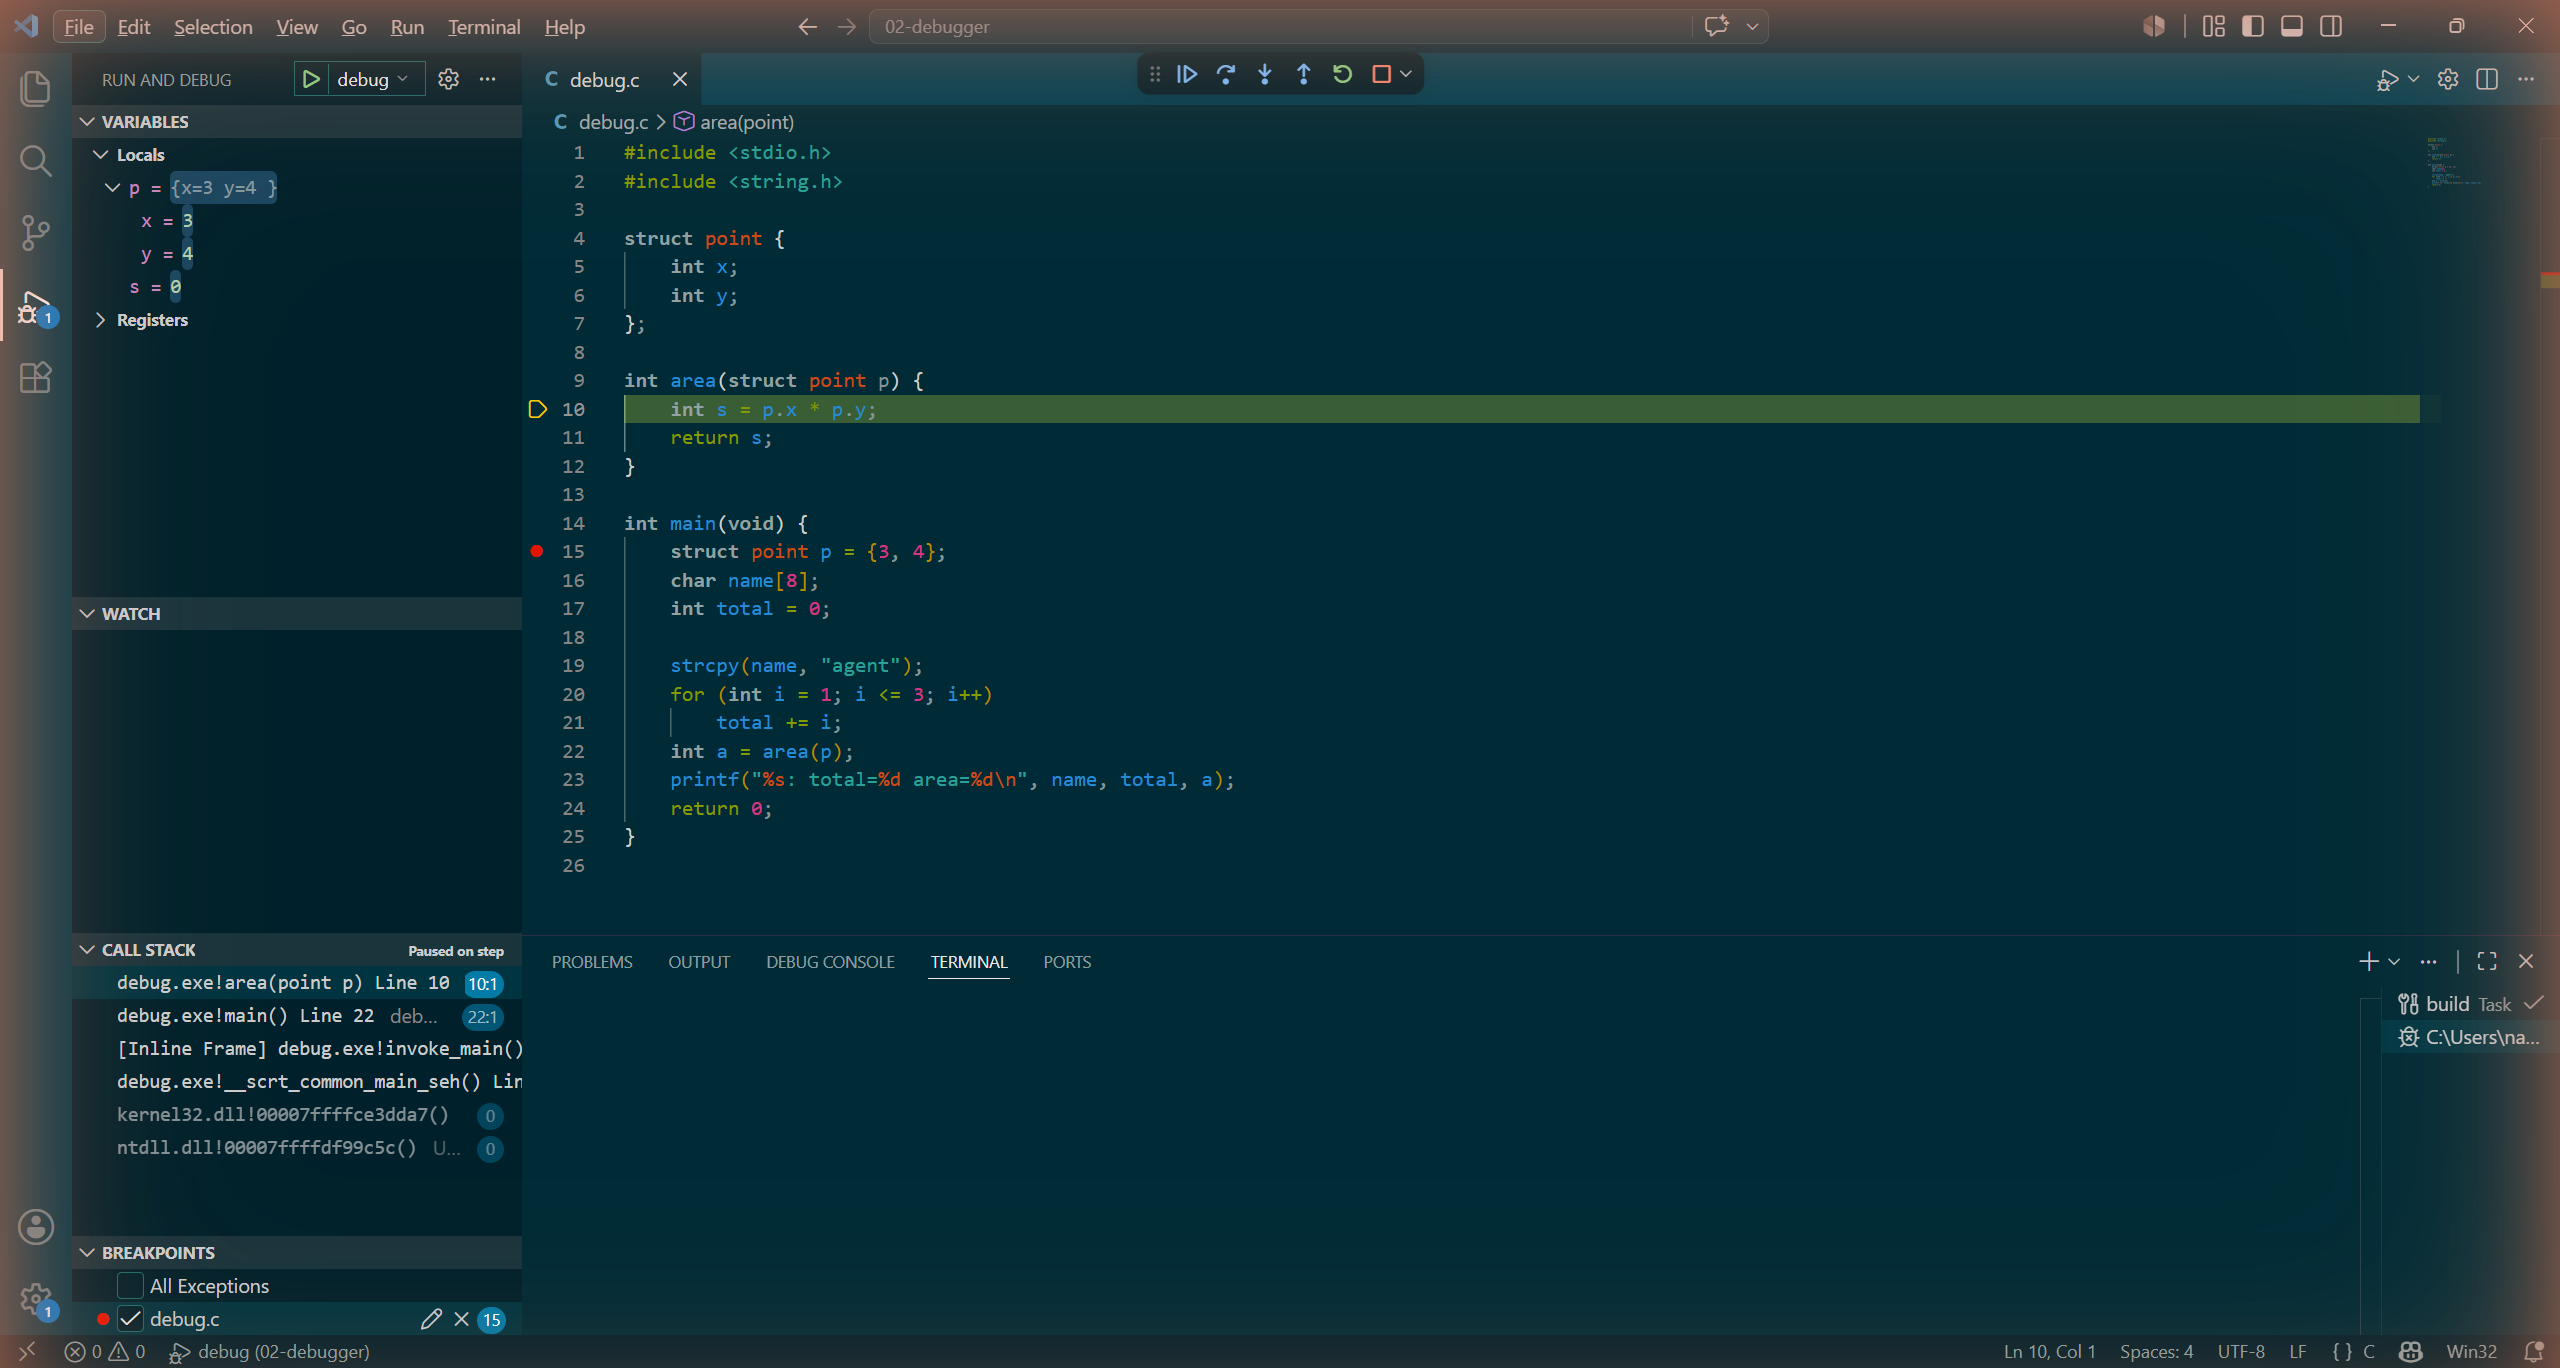 File Edit Selection View Go Run Terminal Help 02-debugger
RUN AND DEBUG debug
VARIABLES
Locals
p = {x=3 y=4 }
x = 3
y = 4
s = 0
Registers
WATCH
CALL STACK Paused on step
debug.exe!area(point p) Line 10 10:1
debug.exe!main() Line 22 deb... 22:1
[Inline Frame] debug.exe!invoke_main()
debug.exe!__scrt_common_main_seh() Lin
kernel32.dll!00007ffffce3dda7() 0
ntdll.dll!00007ffffdf99c5c() U... 0
BREAKPOINTS
All Exceptions
debug.c 15
1
1
C debug.c
C debug.c > area(point)
1 #include <stdio.h>
2 #include <string.h>
3
4 struct point {
5 int x;
6 int y;
7 };
8
9 int area(struct point p) {
10 int s = p.x * p.y;
11 return s;
12 }
13
14 int main(void) {
15 struct point p = {3, 4};
16 char name[8];
17 int total = 0;
18
19 strcpy(name, "agent");
20 for (int i = 1; i <= 3; i++)
21 total += i;
22 int a = area(p);
23 printf("%s: total=%d area=%d\n", name, total, a);
24 return 0;
25 }
26
PROBLEMS OUTPUT DEBUG CONSOLE TERMINAL PORTS
build Task
C:\Users\na...
0 0 debug (02-debugger) Ln 10, Col 1 Spaces: 4 UTF-8 LF { } C Win32